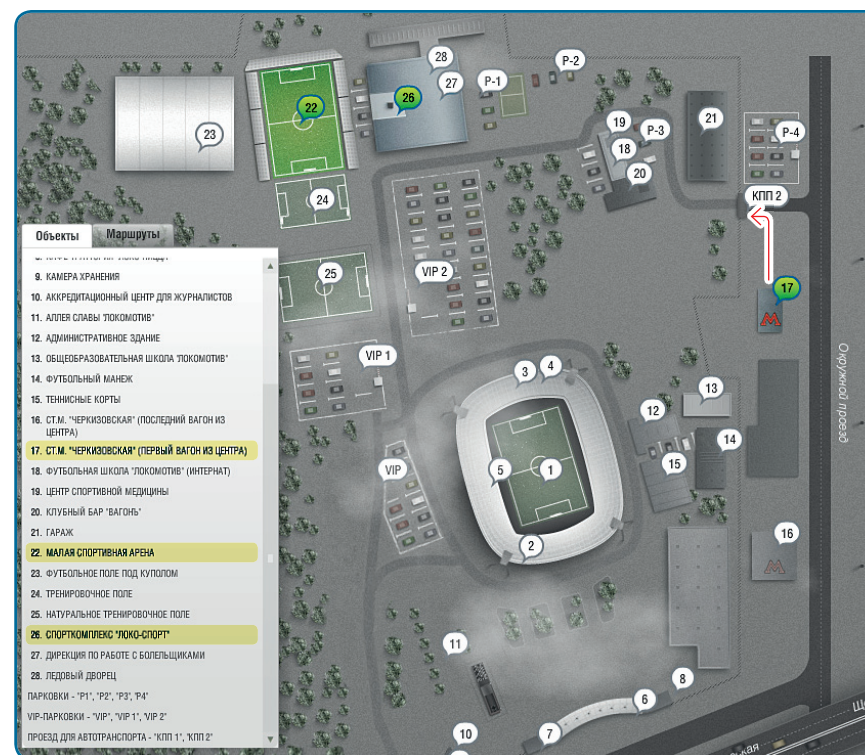 28
P-2
P-1
27
26
22
21
19
P-3
P-4
23
18
20
24
КПП 2
Объекты
Маршруты
25
VIP 2
17
9. КАМЕРА ХРАНЕНИЯ
10. АККРЕДИТАЦИОННЫЙ ЦЕНТР ДЛЯ ЖУРНАЛИСТОВ
11. АЛЛЕЯ СЛАВЫ "ЛОКОМОТИВ"
12. АДМИНИСТРАТИВНОЕ ЗДАНИЕ
13. ОБЩЕОБРАЗОВАТЕЛЬНАЯ ШКОЛА "ЛОКОМОТИВ"
14. ФУТБОЛЬНЫЙ МАНЕЖ
15. ТЕННИСНЫЕ КОРТЫ
16. СТ.М. "ЧЕРКИЗОВСКАЯ" (ПОСЛЕДНИЙ ВАГОН ИЗ
ЦЕНТРА)
17. СТ.М. "ЧЕРКИЗОВСКАЯ" (ПЕРВЫЙ ВАГОН ИЗ ЦЕНТРА)
18. ФУТБОЛЬНАЯ ШКОЛА "ЛОКОМОТИВ" (ИНТЕРНАТ)
19. ЦЕНТР СПОРТИВНОЙ МЕДИЦИНЫ
20. КЛУБНЫЙ БАР "ВАГОНЪ"
21. ГАРАЖ
22. МАЛАЯ СПОРТИВНАЯ АРЕНА
23. ФУТБОЛЬНОЕ ПОЛЕ ПОД КУПОЛОМ
24. ТРЕНИРОВОЧНОЕ ПОЛЕ
25. НАТУРАЛЬНОЕ ТРЕНИРОВОЧНОЕ ПОЛЕ
26. СПОРТКОМПЛЕКС "ЛОКО-СПОРТ"
27. ДИРЕКЦИЯ ПО РАБОТЕ С БОЛЕЛЬЩИКАМИ
28. ЛЕДОВЫЙ ДВОРЕЦ
ПАРКОВКИ - "P1", "P2", "P3", "P4"
VIP-ПАРКОВКИ - "VIP", "VIP 1", "VIP 2"
ПРОЕЗД ДЛЯ АВТОТРАНСПОРТА - "КПП 1", "КПП 2"
М
VIP 1
3
4
13
Окружной проезд
12
14
VIP
5
1
15
2
16
М
11
8
6
10
7